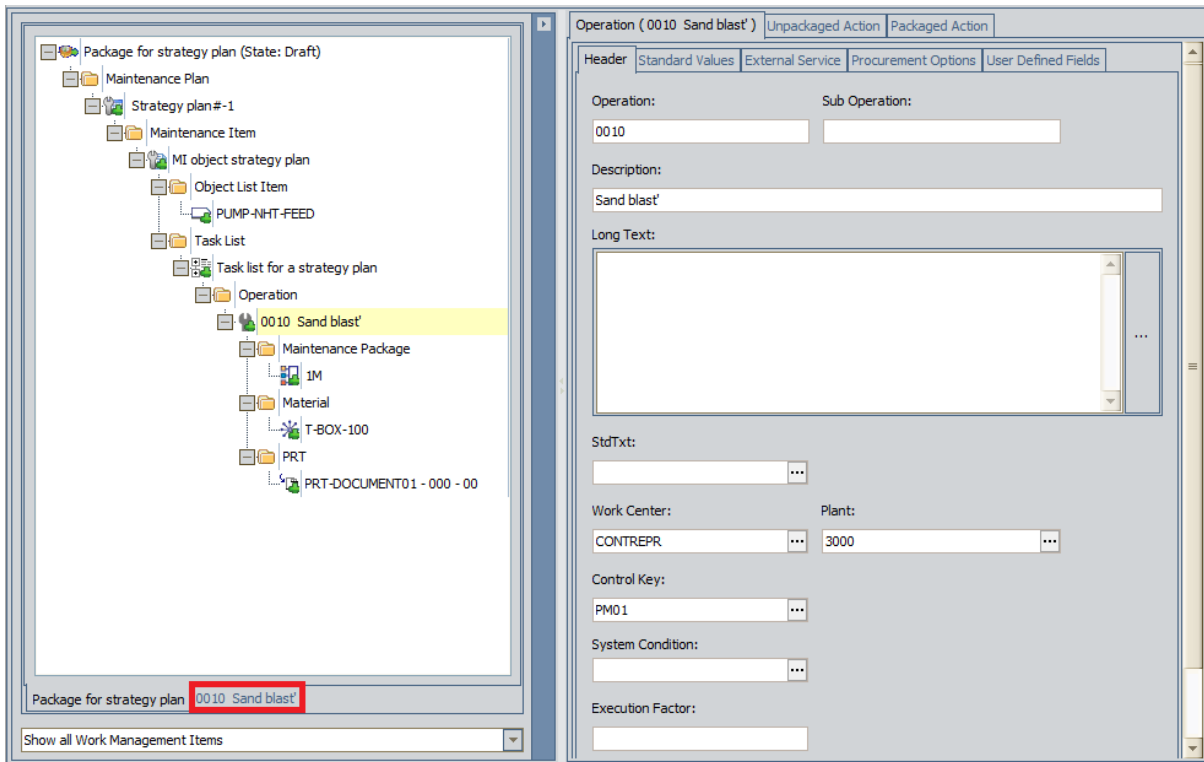 Package for strategy plan (State: Draft)
Maintenance Plan
Strategy plan#-1
Maintenance Item
MI object strategy plan
Object List Item
PUMP-NHT-FEED
Task List
Task list for a strategy plan
Operation
0010 Sand blast'
Maintenance Package
1M
Material
T-BOX-100
PRT
PRT-DOCUMENT01 - 000 - 00
Package for strategy plan 0010 Sand blast'
Show all Work Management Items
Operation ( 0010 Sand blast' ) Unpackaged Action Packaged Action
Header Standard Values External Service Procurement Options User Defined Fields
Operation: Sub Operation:
0010
Description:
Sand blast'
Long Text:
...
StdTxt:
...
Work Center: Plant:
CONTREPR ... 3000 ...
Control Key:
PM01 ...
System Condition:
...
Execution Factor: